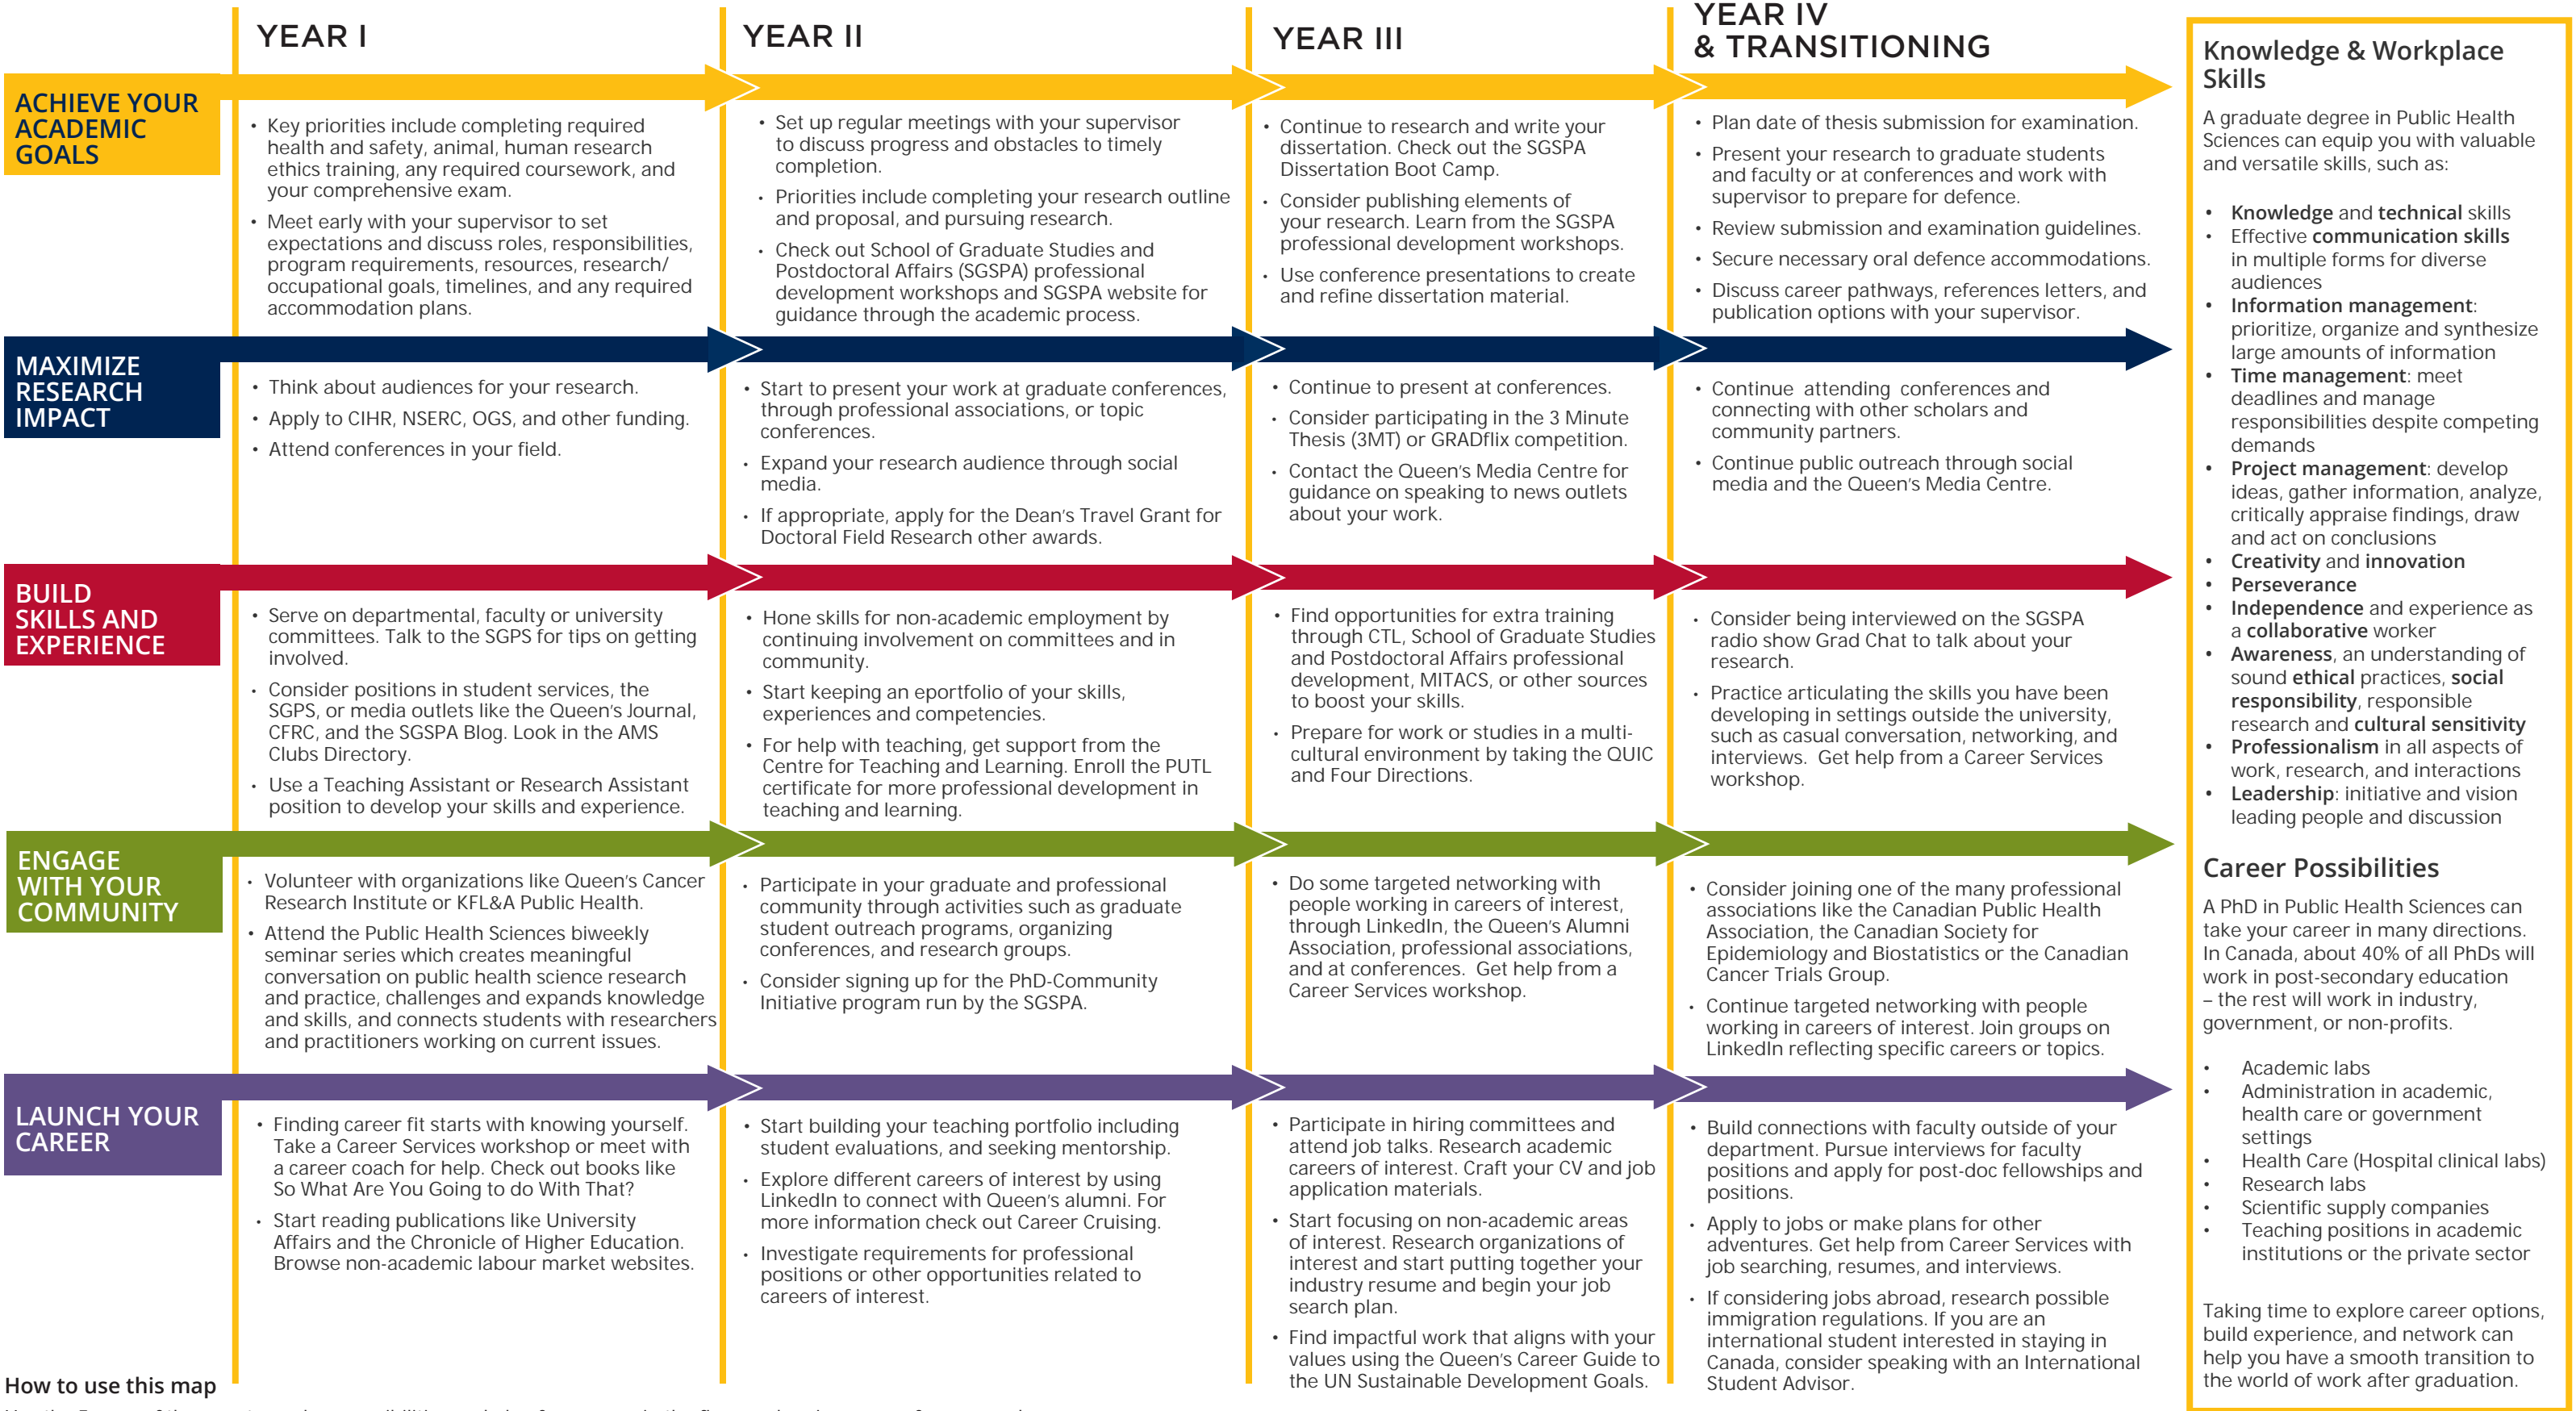 YEAR I
YEAR II
YEAR III
YEAR IV
& TRANSITIONING
ACHIEVE YOUR
ACADEMIC
GOALS
• Key priorities include completing required
health and safety, animal, human research
ethics training, any required coursework, and
your comprehensive exam.
• Meet early with your supervisor to set
expectations and discuss roles, responsibilities,
program requirements, resources, research/
occupational goals, timelines, and any required
accommodation plans.
• Set up regular meetings with your supervisor
to discuss progress and obstacles to timely
completion.
• Priorities include completing your research outline
and proposal, and pursuing research.
• Check out School of Graduate Studies and
Postdoctoral Affairs (SGSPA) professional
development workshops and SGSPA website for
guidance through the academic process.
• Continue to research and write your
dissertation. Check out the SGSPA
Dissertation Boot Camp.
• Consider publishing elements of
your research. Learn from the SGSPA
professional development workshops.
• Use conference presentations to create
and refine dissertation material.
• Plan date of thesis submission for examination.
• Present your research to graduate students
and faculty or at conferences and work with
supervisor to prepare for defence.
• Review submission and examination guidelines.
• Secure necessary oral defence accommodations.
• Discuss career pathways, references letters, and
publication options with your supervisor.
MAXIMIZE
RESEARCH
IMPACT
• Think about audiences for your research.
• Apply to CIHR, NSERC, OGS, and other funding.
• Attend conferences in your field.
• Start to present your work at graduate conferences,
through professional associations, or topic
conferences.
• Expand your research audience through social
media.
• If appropriate, apply for the Dean's Travel Grant for
Doctoral Field Research other awards.
• Continue to present at conferences.
• Consider participating in the 3 Minute
Thesis (3MT) or GRADflix competition.
• Contact the Queen's Media Centre for
guidance on speaking to news outlets
about your work.
• Continue attending conferences and
connecting with other scholars and
community partners.
• Continue public outreach through social
media and the Queen's Media Centre.
BUILD
SKILLS AND
EXPERIENCE
• Serve on departmental, faculty or university
committees. Talk to the SGPS for tips on getting
involved.
• Consider positions in student services, the
SGPS, or media outlets like the Queen's Journal,
CFRC, and the SGSPA Blog. Look in the AMS
Clubs Directory.
• Use a Teaching Assistant or Research Assistant
position to develop your skills and experience.
• Hone skills for non-academic employment by
continuing involvement on committees and in
community.
• Start keeping an eportfolio of your skills,
experiences and competencies.
• For help with teaching, get support from the
Centre for Teaching and Learning. Enroll the PUTL
certificate for more professional development in
teaching and learning.
• Find opportunities for extra training
through CTL, School of Graduate Studies
and Postdoctoral Affairs professional
development, MITACS, or other sources
to boost your skills.
• Prepare for work or studies in a multi-
cultural environment by taking the QUIC
and Four Directions.
• Consider being interviewed on the SGSPA
radio show Grad Chat to talk about your
research.
• Practice articulating the skills you have been
developing in settings outside the university,
such as casual conversation, networking, and
interviews. Get help from a Career Services
workshop.
ENGAGE
WITH YOUR
COMMUNITY
• Volunteer with organizations like Queen's Cancer
Research Institute or KFL&A Public Health.
• Attend the Public Health Sciences biweekly
seminar series which creates meaningful
conversation on public health science research
and practice, challenges and expands knowledge
and skills, and connects students with researchers
and practitioners working on current issues.
• Participate in your graduate and professional
community through activities such as graduate
student outreach programs, organizing
conferences, and research groups.
• Consider signing up for the PhD-Community
Initiative program run by the SGSPA.
• Do some targeted networking with
people working in careers of interest,
through LinkedIn, the Queen's Alumni
Association, professional associations,
and at conferences. Get help from a
Career Services workshop.
• Consider joining one of the many professional
associations like the Canadian Public Health
Association, the Canadian Society for
Epidemiology and Biostatistics or the Canadian
Cancer Trials Group.
• Continue targeted networking with people
working in careers of interest. Join groups on
LinkedIn reflecting specific careers or topics.
LAUNCH YOUR
CAREER
• Finding career fit starts with knowing yourself.
Take a Career Services workshop or meet with
a career coach for help. Check out books like
So What Are You Going to do With That?
• Start reading publications like University
Affairs and the Chronicle of Higher Education.
Browse non-academic labour market websites.
• Start building your teaching portfolio including
student evaluations, and seeking mentorship.
• Explore different careers of interest by using
LinkedIn to connect with Queen's alumni. For
more information check out Career Cruising.
• Investigate requirements for professional
positions or other opportunities related to
careers of interest.
• Participate in hiring committees and
attend job talks. Research academic
careers of interest. Craft your CV and job
application materials.
• Start focusing on non-academic areas
of interest. Research organizations of
interest and start putting together your
industry resume and begin your job
search plan.
• Find impactful work that aligns with your
values using the Queen's Career Guide to
the UN Sustainable Development Goals.
• Build connections with faculty outside of your
department. Pursue interviews for faculty
positions and apply for post-doc fellowships and
positions.
• Apply to jobs or make plans for other
adventures. Get help from Career Services with
job searching, resumes, and interviews.
• If considering jobs abroad, research possible
immigration regulations. If you are an
international student interested in staying in
Canada, consider speaking with an International
Student Advisor.
Knowledge & Workplace
Skills
A graduate degree in Public Health
Sciences can equip you with valuable
and versatile skills, such as:
• Knowledge and technical skills
• Effective communication skills
in multiple forms for diverse
audiences
• Information management:
prioritize, organize and synthesize
large amounts of information
• Time management: meet
deadlines and manage
responsibilities despite competing
demands
• Project management: develop
ideas, gather information, analyze,
critically appraise findings, draw
and act on conclusions
• Creativity and innovation
• Perseverance
• Independence and experience as
a collaborative worker
• Awareness, an understanding of
sound ethical practices, social
responsibility, responsible
research and cultural sensitivity
• Professionalism in all aspects of
work, research, and interactions
• Leadership: initiative and vision
leading people and discussion
Career Possibilities
A PhD in Public Health Sciences can
take your career in many directions.
In Canada, about 40% of all PhDs will
work in post-secondary education
– the rest will work in industry,
government, or non-profits.
• Academic labs
• Administration in academic,
health care or government
settings
• Health Care (Hospital clinical labs)
• Research labs
• Scientific supply companies
• Teaching positions in academic
institutions or the private sector
Taking time to explore career options,
build experience, and network can
help you have a smooth transition to
the world of work after graduation.
How to use this map